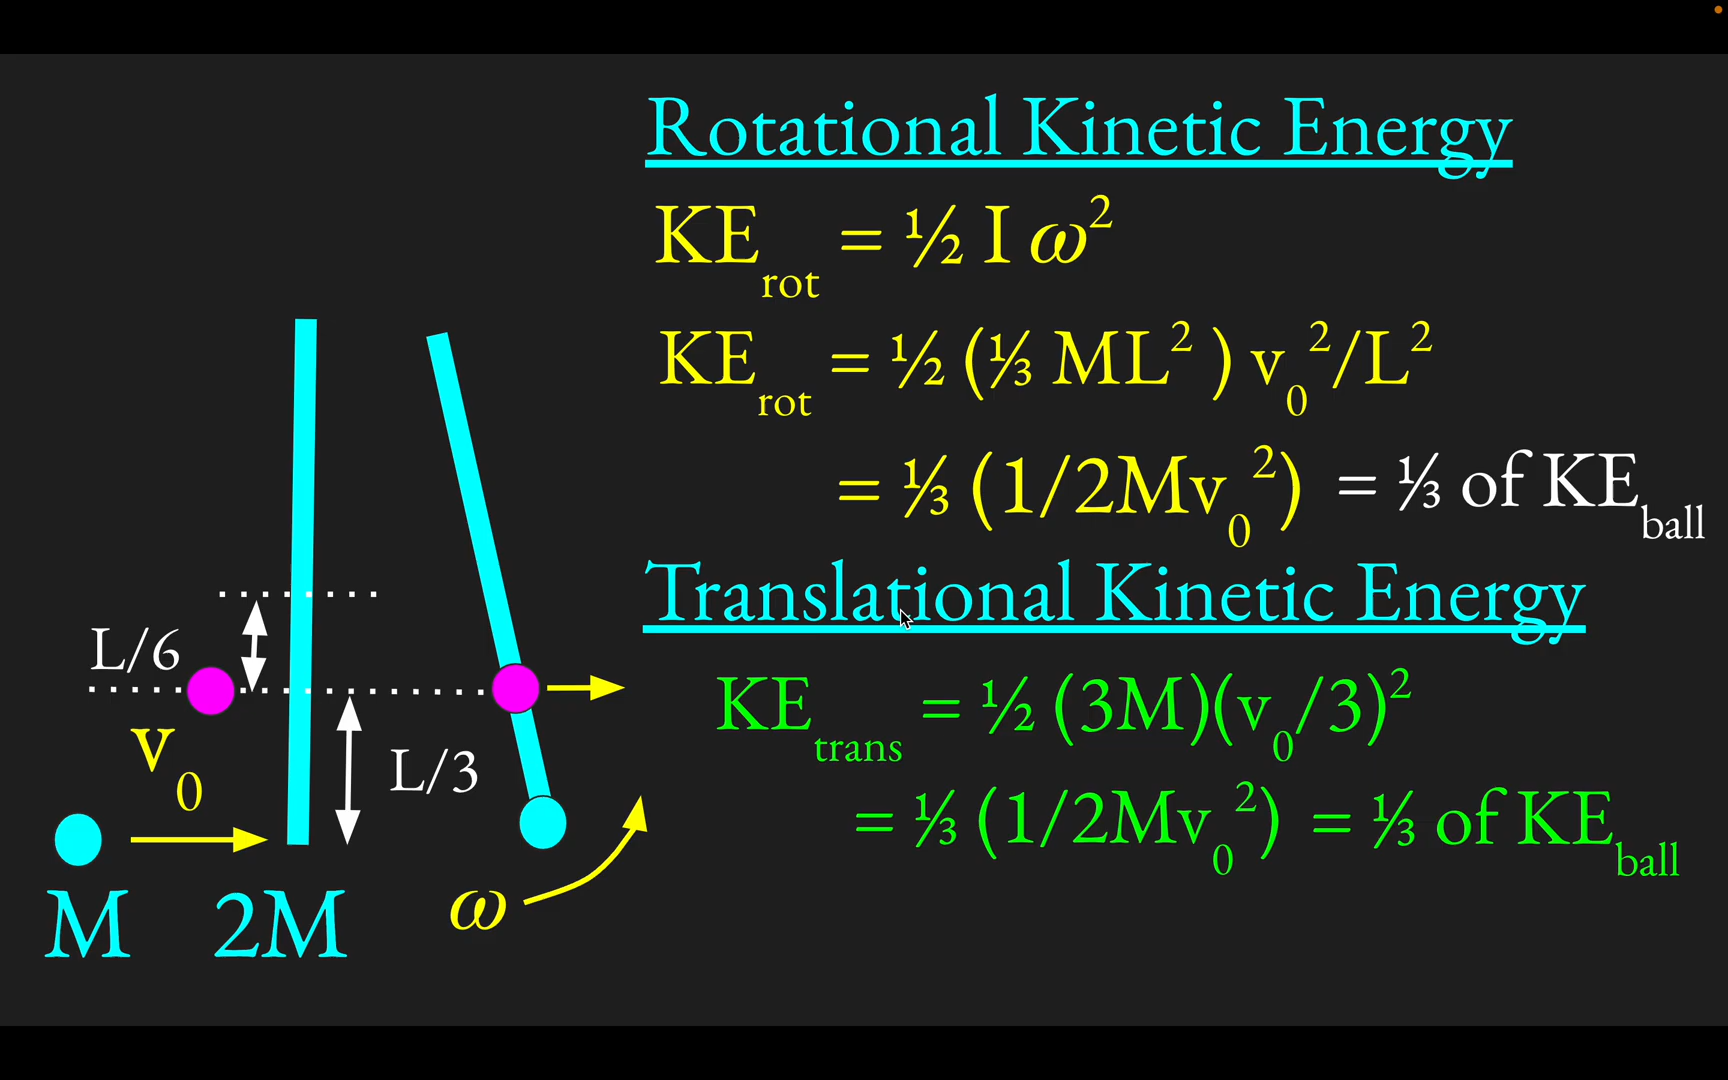 Rotational Kinetic Energy
KE_rot = ½ I ω²
KE_rot = ½ (⅓ ML²) v₀²/L²
= ⅓ (1/2Mv₀²) = ⅓ of KE_ball
Translational Kinetic Energy
KE_trans = ½ (3M)(v₀/3)²
= ⅓ (1/2Mv₀²) = ⅓ of KE_ball
L/6
v₀
L/3
M
2M
ω